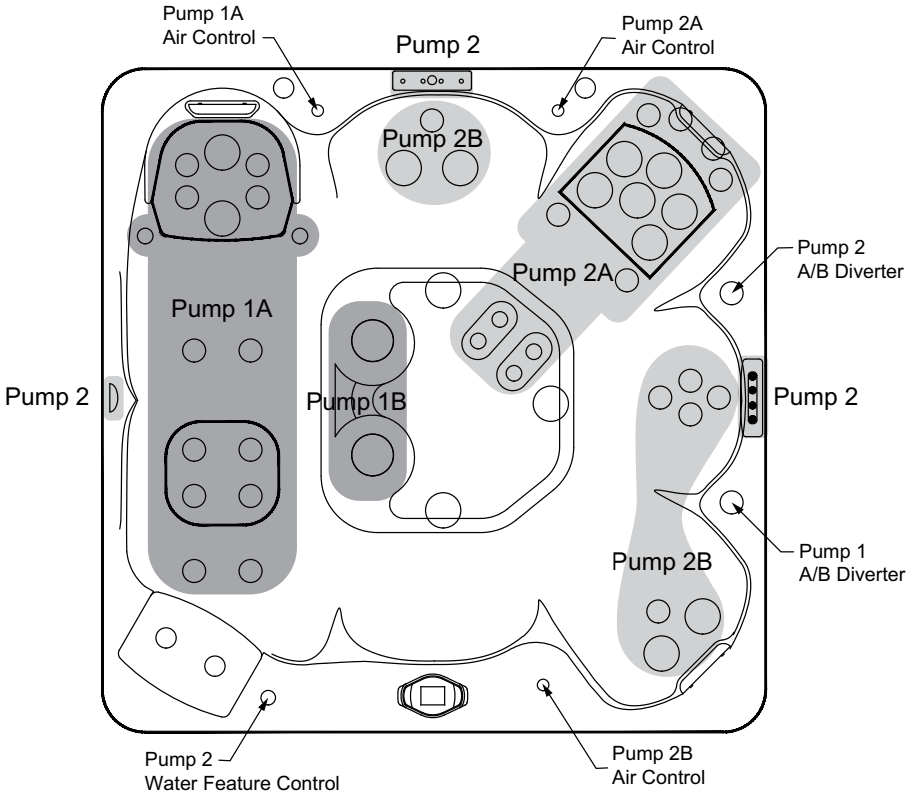 Pump 1A
Air Control
Pump 2
Pump 2A
Air Control
Pump 2B
Pump 2
A/B Diverter
Pump 2A
Pump 1A
Pump 2
Pump 1B
Pump 2
Pump 1
A/B Diverter
Pump 2B
Pump 2
Water Feature Control
Pump 2B
Air Control